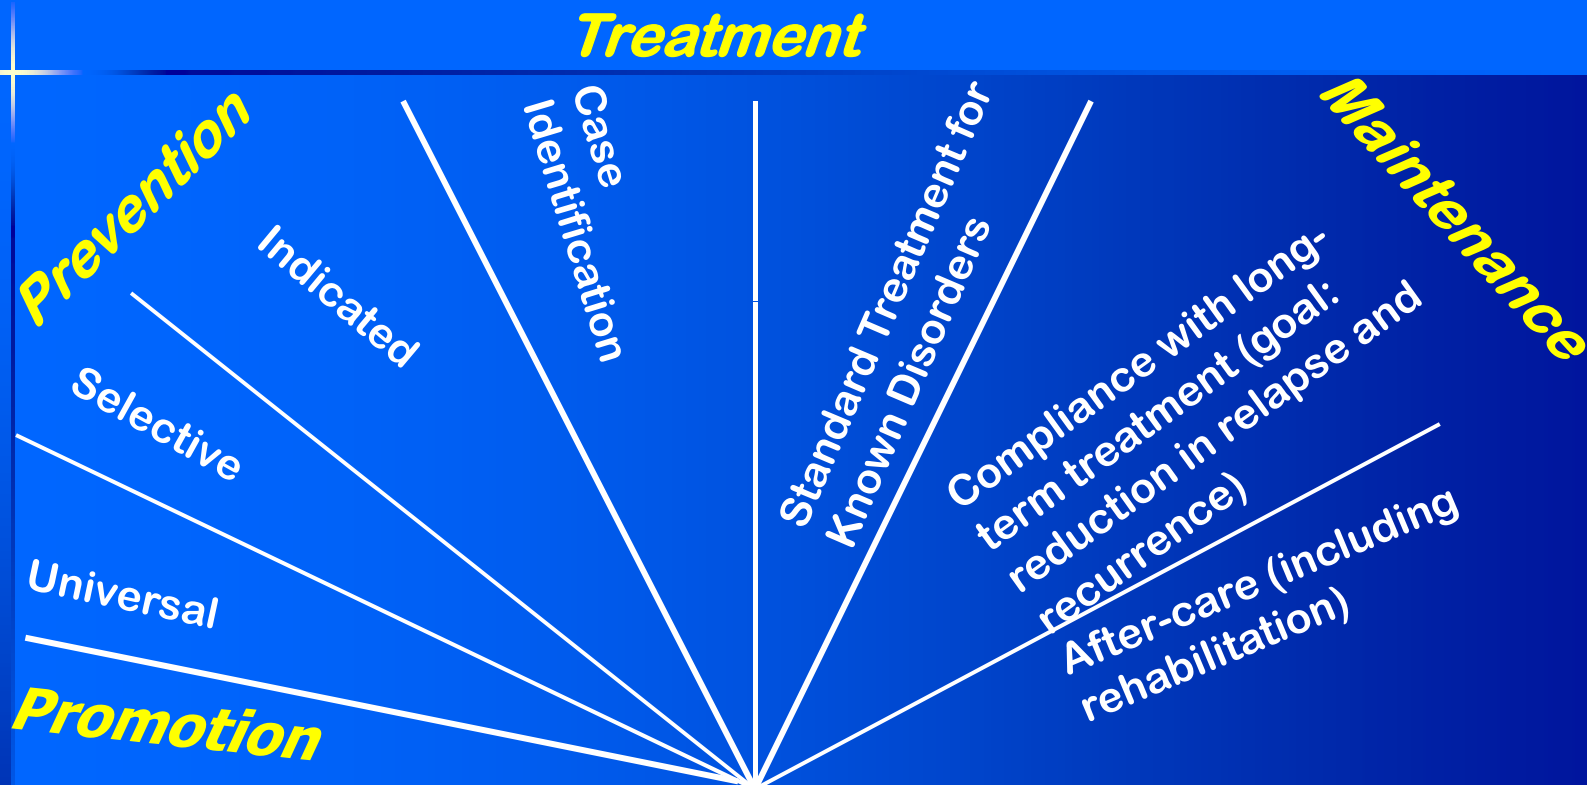 Treatment
Prevention
Indicated
Selective
Universal
Promotion
Case
Identification
Standard Treatment for
Known Disorders
Maintenance
Compliance with long-
term treatment (goal:
reduction in relapse and
recurrence)
After-care (including
rehabilitation)